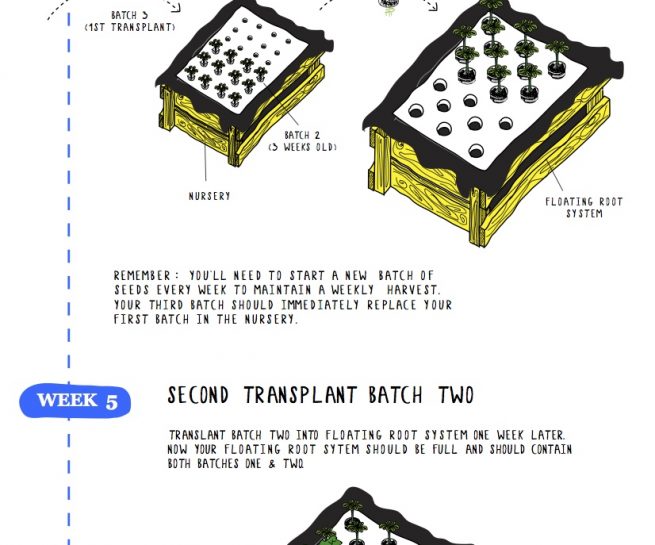 BATCH 3
(1ST TRANSPLANT)
BATCH 2
(3 WEEKS OLD)
NURSERY
FLOATING ROOT
SYSTEM
REMEMBER: YOU'LL NEED TO START A NEW BATCH OF
SEEDS EVERY WEEK TO MAINTAIN A WEEKLY HARVEST.
YOUR THIRD BATCH SHOULD IMMEDIATELY REPLACE YOUR
FIRST BATCH IN THE NURSERY.
WEEK 5
SECOND TRANSPLANT BATCH TWO
TRANSLANT BATCH TWO INTO FLOATING ROOT SYSTEM ONE WEEK LATER.
NOW YOUR FLOATING ROOT SYTEM SHOULD BE FULL AND SHOULD CONTAIN
BOTH BATCHES ONE & TWO.